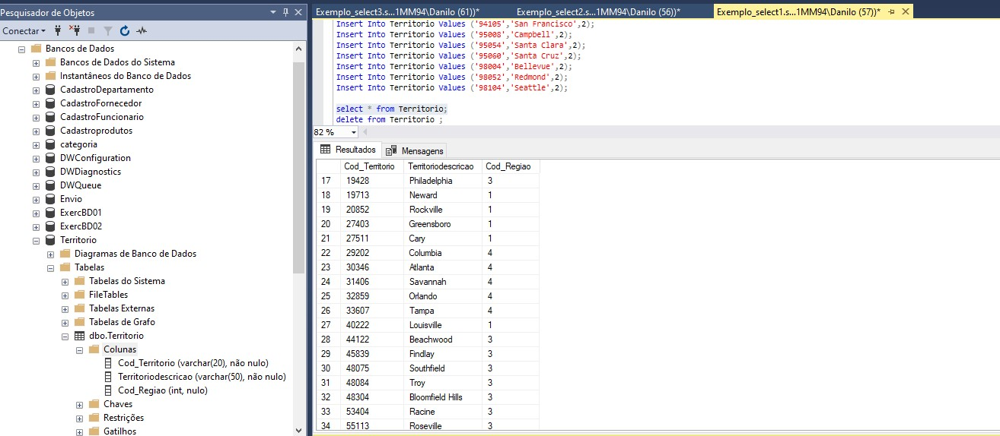 Pesquisador de Objetos
Conectar
Bancos de Dados
Bancos de Dados do Sistema
Instantâneos do Banco de Dados
CadastroDepartamento
CadastroFornecedor
CadastroFuncionario
Cadastroprodutos
categoria
DWConfiguration
DWDiagnostics
DWQueue
Envio
ExercBD01
ExercBD02
Territorio
Diagramas de Banco de Dados
Tabelas
Tabelas do Sistema
FileTables
Tabelas Externas
Tabelas de Grafo
dbo.Territorio
Colunas
Cod_Territorio (varchar(20), não nulo)
Territoriodescricao (varchar(50), não nulo)
Cod_Regiao (int, nulo)
Chaves
Restrições
Gatilhos
Exemplo_select3.s...1MM94\Danilo (61))* Exemplo_select2.s...1MM94\Danilo (56))* Exemplo_select1.s...1MM94\Danilo (57))*
Insert Into Territorio Values ('94105','San Francisco',2);
Insert Into Territorio Values ('95008','Campbell',2);
Insert Into Territorio Values ('95054','Santa Clara',2);
Insert Into Territorio Values ('95060','Santa Cruz',2);
Insert Into Territorio Values ('98004','Bellevue',2);
Insert Into Territorio Values ('98052','Redmond',2);
Insert Into Territorio Values ('98104','Seattle',2);
select * from Territorio;
delete from Territorio ;
82 %
Resultados Mensagens
Cod_Territorio Territoriodescricao Cod_Regiao
17 19428 Philadelphia 3
18 19713 Neward 1
19 20852 Rockville 1
20 27403 Greensboro 1
21 27511 Cary 1
22 29202 Columbia 4
23 30346 Atlanta 4
24 31406 Savannah 4
25 32859 Orlando 4
26 33607 Tampa 4
27 40222 Louisville 1
28 44122 Beachwood 3
29 45839 Findlay 3
30 48075 Southfield 3
31 48084 Troy 3
32 48304 Bloomfield Hills 3
33 53404 Racine 3
34 55113 Roseville 3